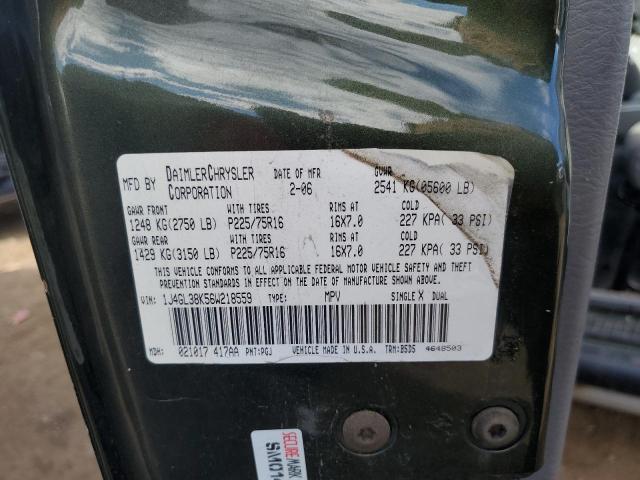 MFD BY DAIMLERCHRYSLER CORPORATION DATE OF MFR 2-06 GVWR 2541 KG(05600 LB)
GAWR FRONT WITH TIRES RIMS AT COLD
1248 KG(2750 LB) P225/75R16 16X7.0 227 KPA( 33 PSI)
GAWR REAR WITH TIRES RIMS AT COLD
1429 KG(3150 LB) P225/75R16 16X7.0 227 KPA( 33 PSI)
THIS VEHICLE CONFORMS TO ALL APPLICABLE FEDERAL MOTOR VEHICLE SAFETY AND THEFT
PREVENTION STANDARDS IN EFFECT ON THE DATE OF MANUFACTURE SHOWN ABOVE.
VIN: 1J4GL38K56W218559 TYPE: MPV SINGLE X DUAL
MDH: 021017 417AA PNT:PGJ VEHICLE MADE IN U.S.A. TRM:BSD5 4648503
SECURE MARK